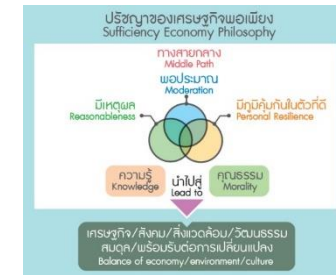 ปรัชญาของเศรษฐกิจพอเพียง
Sufficiency Economy Philosophy
ทางสายกลาง
Middle Path
พอประมาณ
Moderation
มีเหตุผล
Reasonableness
มีภูมิคุ้มกันในตัวที่ดี
Personal Resilience
ความรู้
Knowledge
นำไปสู่
Lead to
คุณธรรม
Morality
เศรษฐกิจ/สังคม/สิ่งแวดล้อม/วัฒนธรรม
สมดุล/พร้อมรับต่อการเปลี่ยนแปลง
Balance of economy/environment/culture